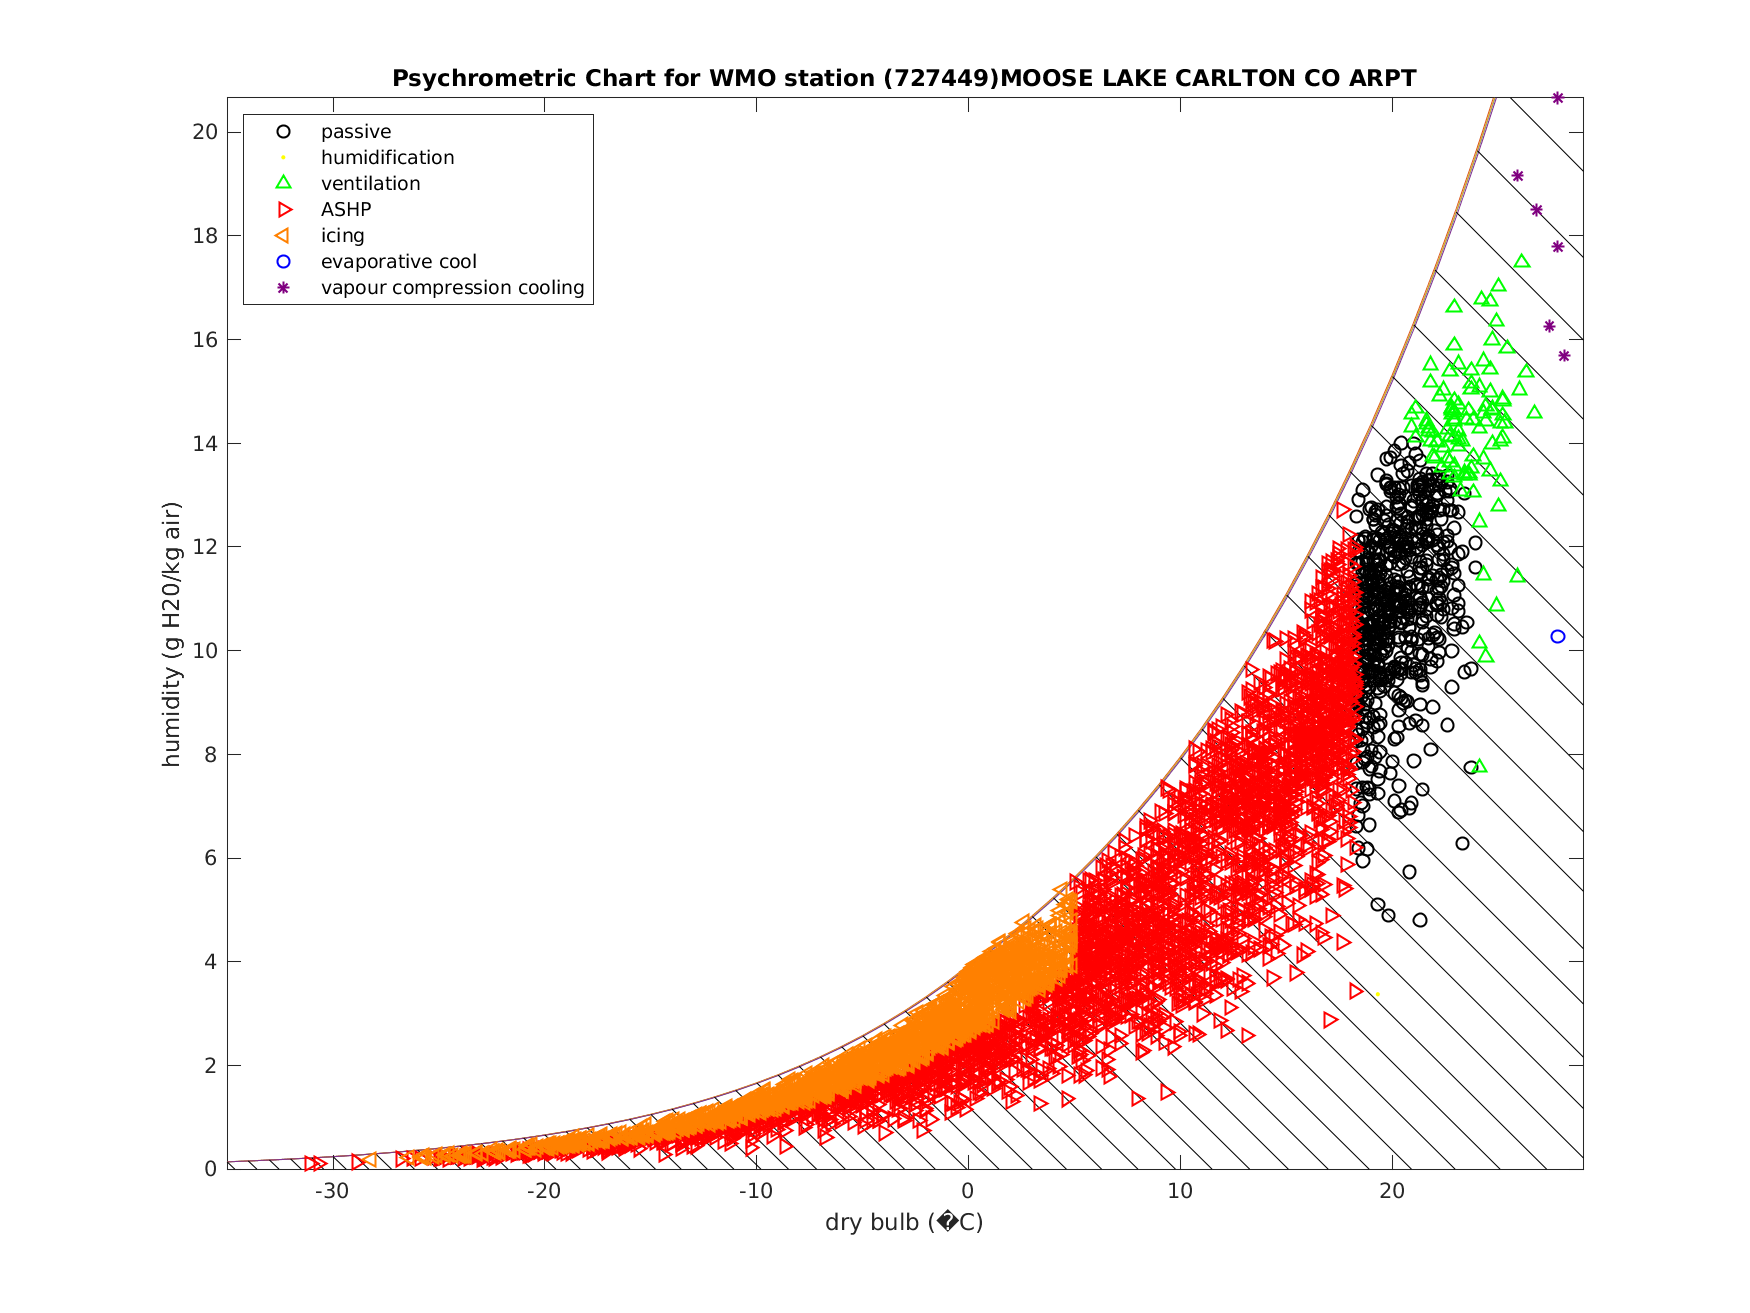 Psychrometric Chart for WMO station (727449)MOOSE LAKE CARLTON CO ARPT
passive
humidification
ventilation
ASHP
icing
evaporative cool
vapour compression cooling
20
18
16
14
12
10
8
6
4
2
0
humidity (g H20/kg air)
-30 -20 -10 0 10 20
dry bulb (�C)